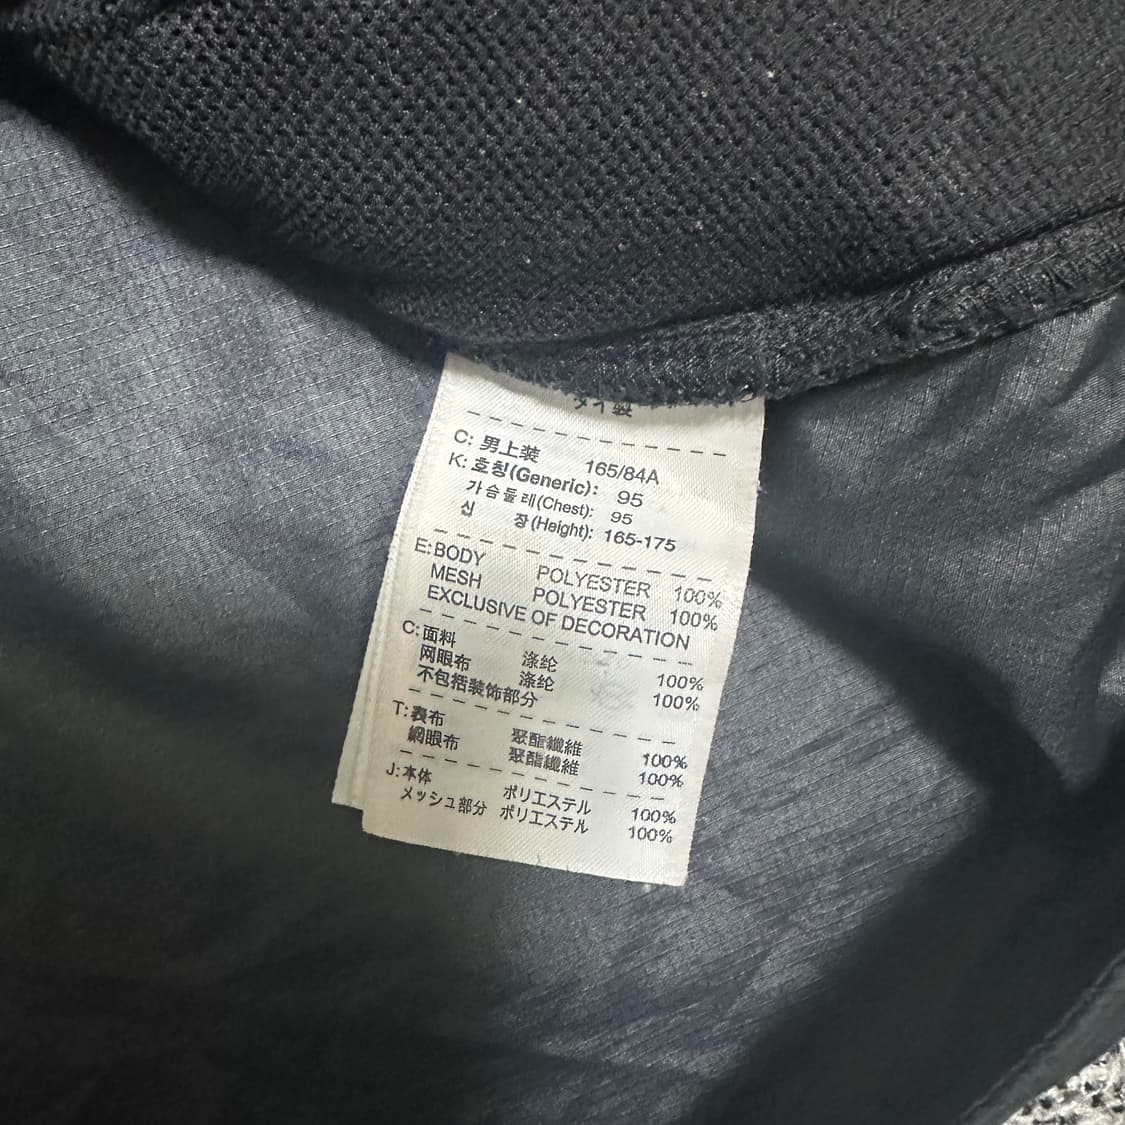 タイ製
C: 男上装 165/84A
K: 호칭(Generic): 95
가슴둘레(Chest): 95
신 장(Height): 165-175
E:BODY POLYESTER 100%
MESH POLYESTER 100%
EXCLUSIVE OF DECORATION
C:面料 涤纶 100%
网眼布 涤纶 100%
不包括装饰部分
T:表布 聚酯纖維 100%
網眼布 聚酯纖維 100%
J:本体 ポリエステル 100%
メッシュ部分 ポリエステル 100%